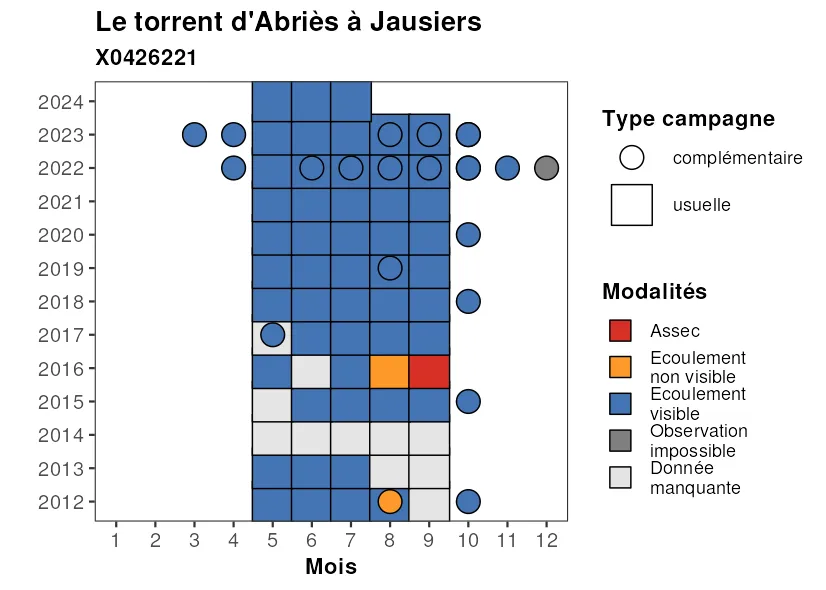 Le torrent d'Abriès à Jausiers
X0426221
2024
2023
2022
2021
2020
2019
2018
2017
2016
2015
2014
2013
2012
1 2 3 4 5 6 7 8 9 10 11 12
Mois
Type campagne
complémentaire
usuelle
Modalités
Assec
Ecoulement
non visible
Ecoulement
visible
Observation
impossible
Donnée
manquante